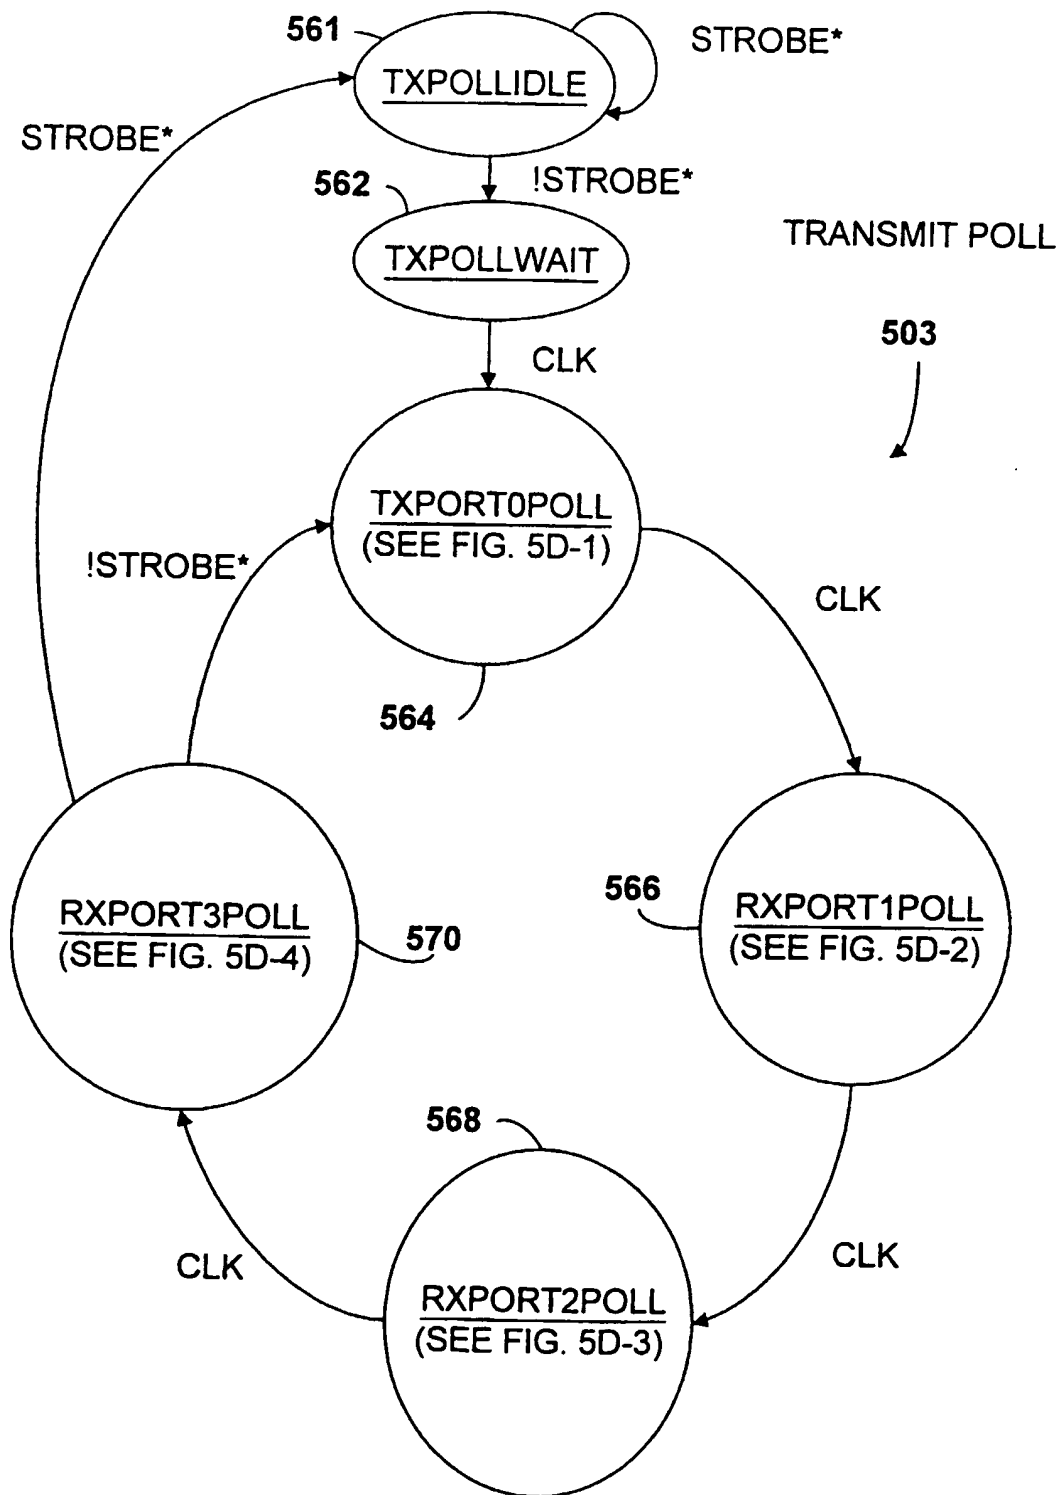 561
STROBE*
TXPOLLIDLE
STROBE*
!STROBE*
562
TRANSMIT POLL
TXPOLLWAIT
503
CLK
TXPORT0POLL
(SEE FIG. 5D-1)
!STROBE*
CLK
564
566
RXPORT3POLL
(SEE FIG. 5D-4)
570
RXPORT1POLL
(SEE FIG. 5D-2)
568
CLK
CLK
RXPORT2POLL
(SEE FIG. 5D-3)